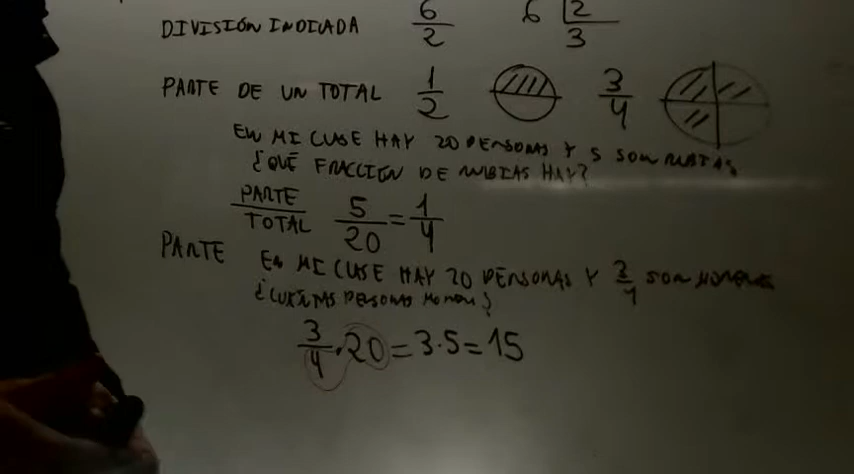 DIVISIÓN INDICADA 6/2 6 2 3
PARTE DE UN TOTAL 1/2 3/4
EN MI CLASE HAY 20 PERSONAS Y 5 SON
¿QUÉ FRACCIÓN DE RUBIAS HAY?
PARTE/TOTAL 5/20 = 1/4
PARTE EN MI CLASE HAY 20 PERSONAS Y 3/4 SON
¿CUÁNTAS PERSONAS
3/4 · 20 = 3·5 = 15